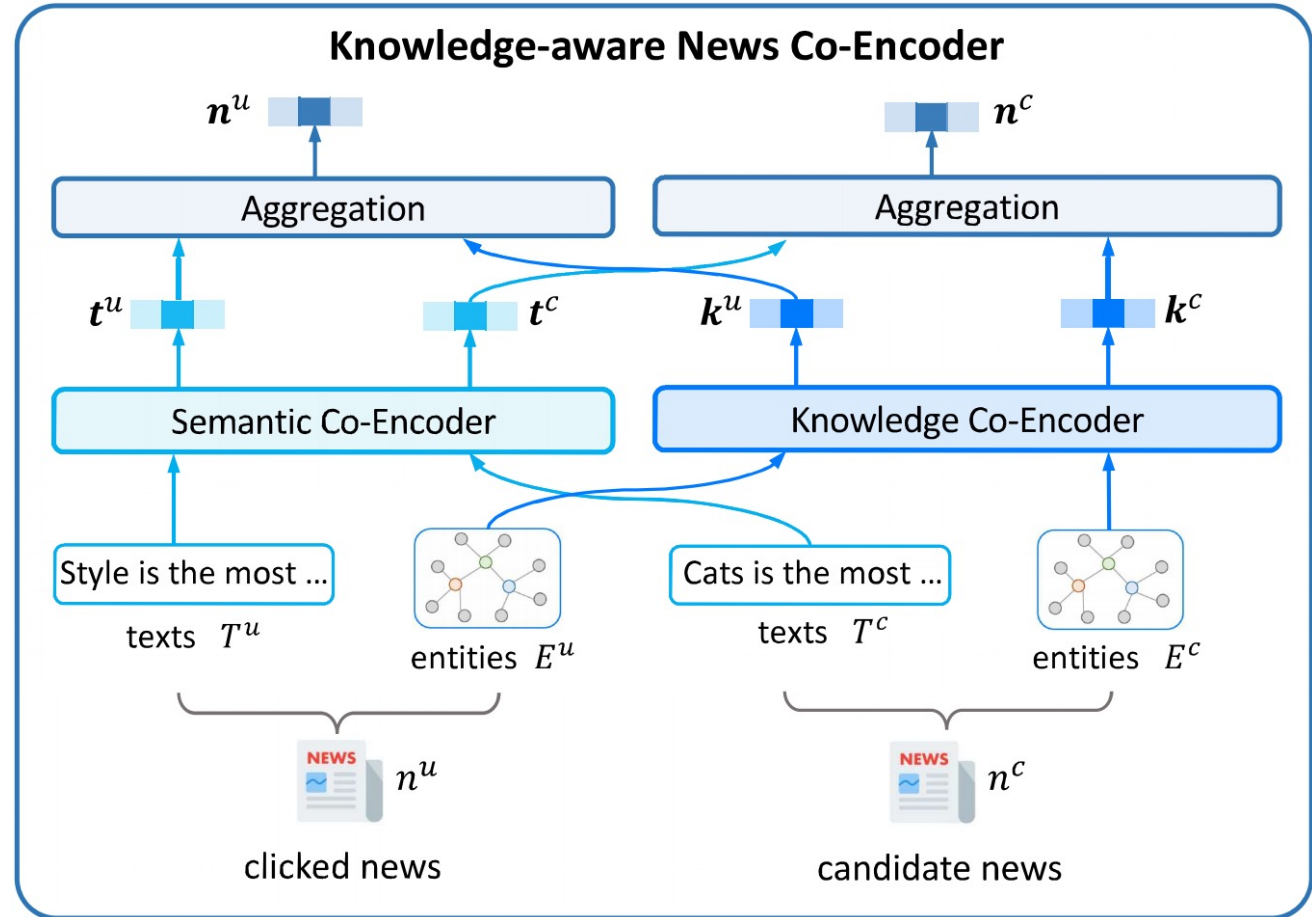 Knowledge-aware News Co-Encoder
n^u
n^c
Aggregation
Aggregation
t^u
t^c
k^u
k^c
Semantic Co-Encoder
Knowledge Co-Encoder
Style is the most ...
Cats is the most ...
texts T^u
entities E^u
texts T^c
entities E^c
NEWS
n^u
NEWS
n^c
clicked news
candidate news